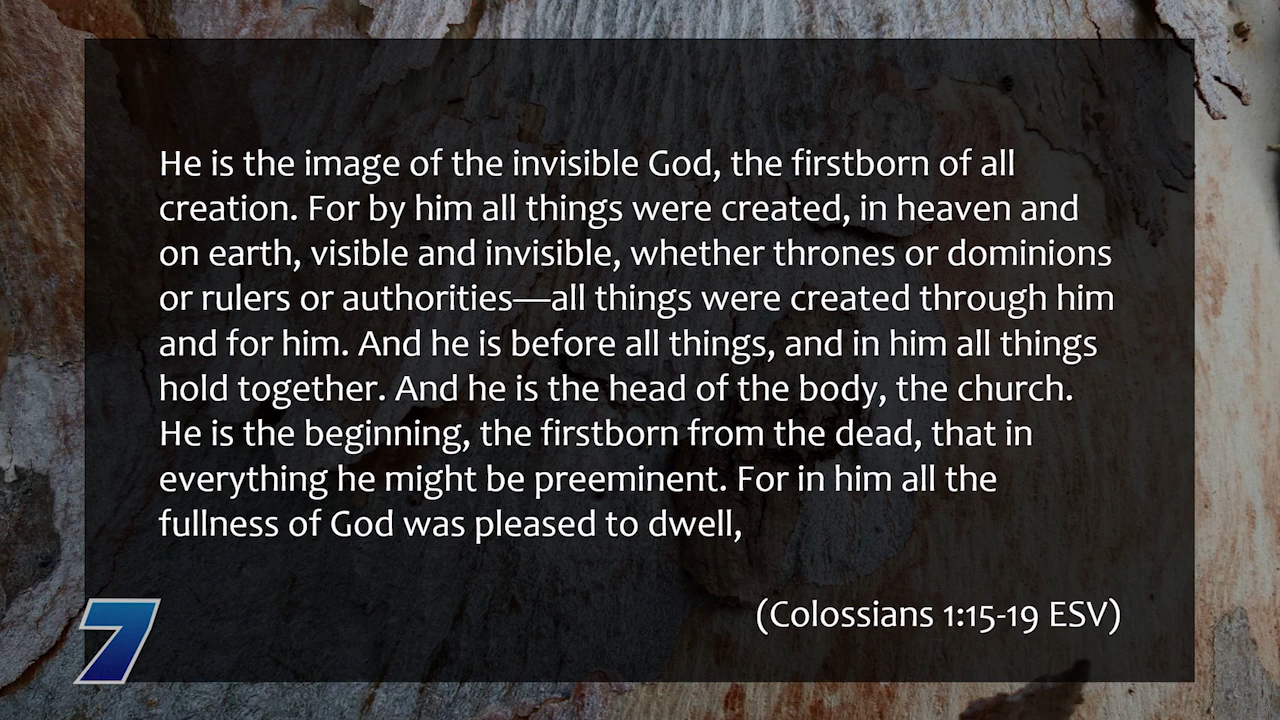 He is the image of the invisible God, the firstborn of all
creation. For by him all things were created, in heaven and
on earth, visible and invisible, whether thrones or dominions
or rulers or authorities—all things were created through him
and for him. And he is before all things, and in him all things
hold together. And he is the head of the body, the church.
He is the beginning, the firstborn from the dead, that in
everything he might be preeminent. For in him all the
fullness of God was pleased to dwell,
(Colossians 1:15-19 ESV)
7